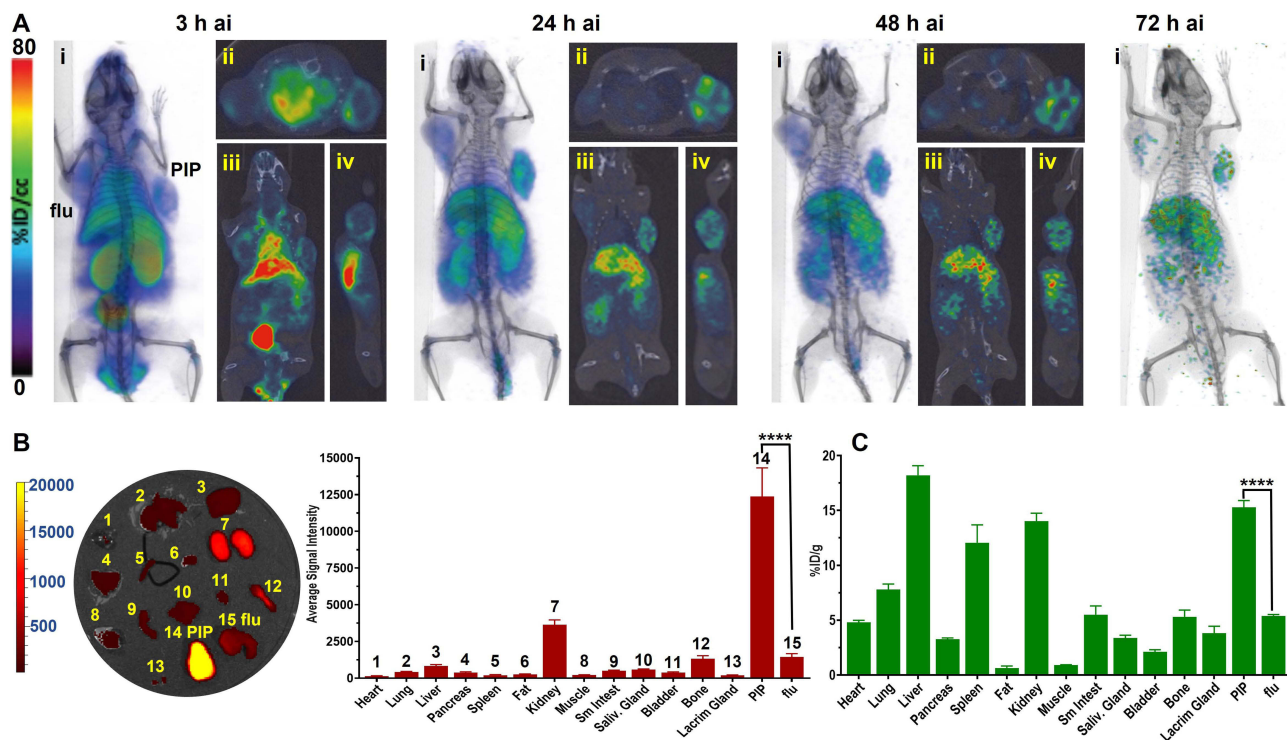 A
3 h ai
24 h ai
48 h ai
72 h ai
80
% ID/cc
0
i
ii
iii
iv
PIP
flu
i
ii
iii
iv
i
ii
iii
iv
i
B
20000
15000
1000
500
1
2
3
4
5
6
7
8
9
10
11
12
13
14 PIP
15 flu
Average Signal Intensity
15000
12500
10000
7500
5000
2500
0
1
2
3
4
5
6
7
8
9
10
11
12
13
14
15
****
Heart
Lung
Liver
Pancreas
Spleen
Fat
Kidney
Muscle
Sm Intest
Saliv. Gland
Bladder
Bone
Lacrim Gland
PIP
flu
C
%ID/g
20
15
10
5
0
****
Heart
Lung
Liver
Pancreas
Spleen
Fat
Kidney
Muscle
Sm Intest
Saliv. Gland
Bladder
Bone
Lacrim Gland
PIP
flu